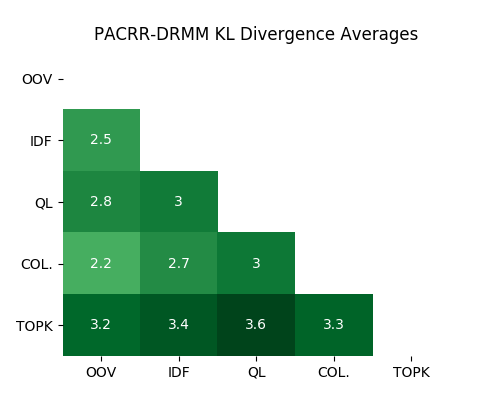 PACRR-DRMM KL Divergence Averages
OOV
IDF 2.5
QL 2.8 3
COL. 2.2 2.7 3
TOPK 3.2 3.4 3.6 3.3
OOV IDF QL COL. TOPK